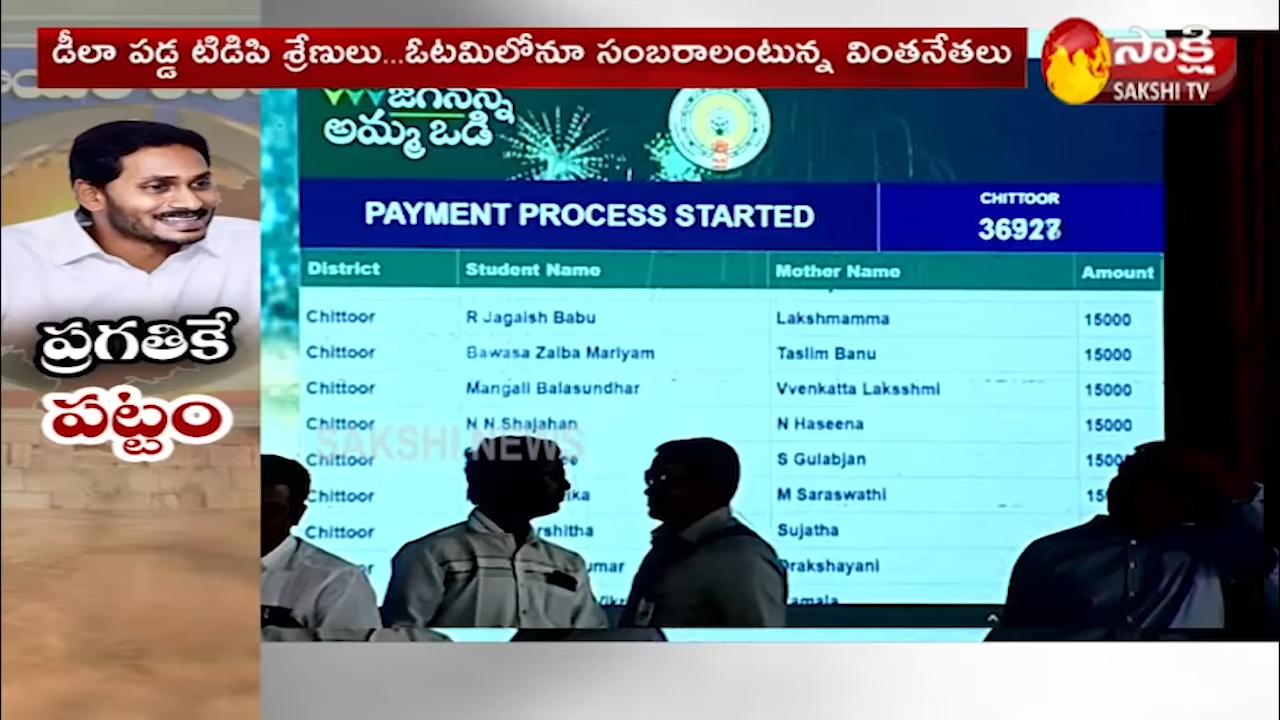 డీలా పడ్డ టిడిపి శ్రేణులు...ఓటమిలోనూ సంబరాలంటున్న వింతనేతలు
సాక్షి
SAKSHI TV
జగనన్న
అమ్మ ఒడి
PAYMENT PROCESS STARTED
CHITTOOR
District Student Name Mother Name Amount
Chittoor R Jagaish Babu Lakshmamma 15000
Chittoor Bawasa Zaiba Mariyam Taslim Banu 15000
Chittoor Mangali Balasundhar Vvenkatta Laksshmi 15000
Chittoor N N.Shajahan N Haseena 15000
Chittoor S Gulabjan 1500
Chittoor M Saraswathi 15
Chittoor Sujatha
Drakshayani
SAKSHI NEWS
ప్రగతికే
పట్టం